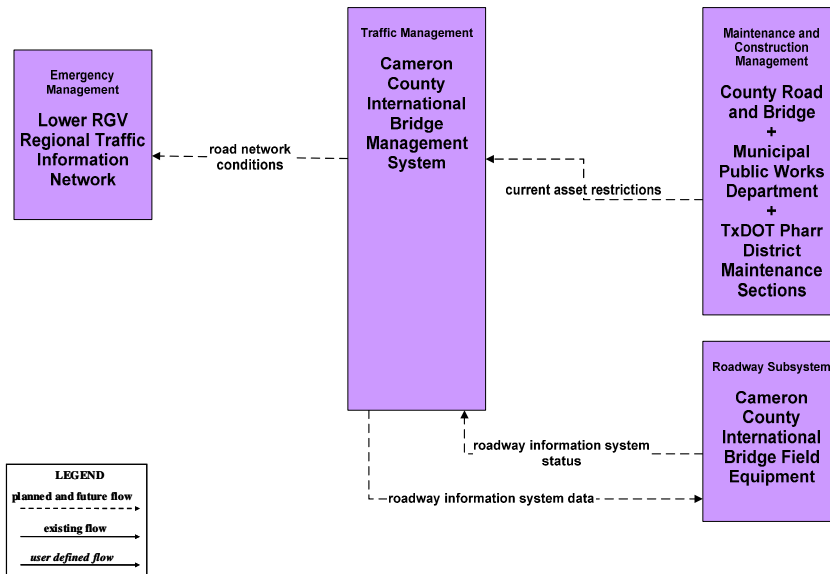 Emergency
Management
Lower RGV
Regional Traffic
Information
Network
road network
conditions
Traffic Management
Cameron
County
International
Bridge
Management
System
current asset restrictions
Maintenance and
Construction
Management
County Road
and Bridge
+
Municipal
Public Works
Department
+
TxDOT Pharr
District
Maintenance
Sections
Roadway Subsystem
Cameron
County
International
Bridge Field
Equipment
roadway information system
status
roadway information system data
LEGEND
planned and future flow
existing flow
user defined flow